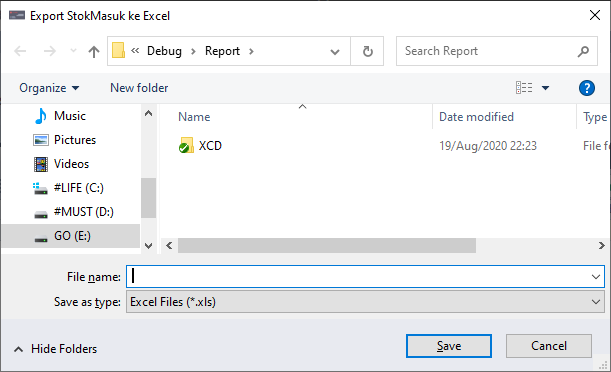 Export StokMasuk ke Excel
« Debug › Report ›
Search Report
Organize
New folder
?
Name
Date modified
Type
Music
Pictures
Videos
#LIFE (C:)
#MUST (D:)
GO (E:)
XCD
19/Aug/2020 22:23
File fo
File name:
Save as type:
Excel Files (*.xls)
Hide Folders
Save
Cancel